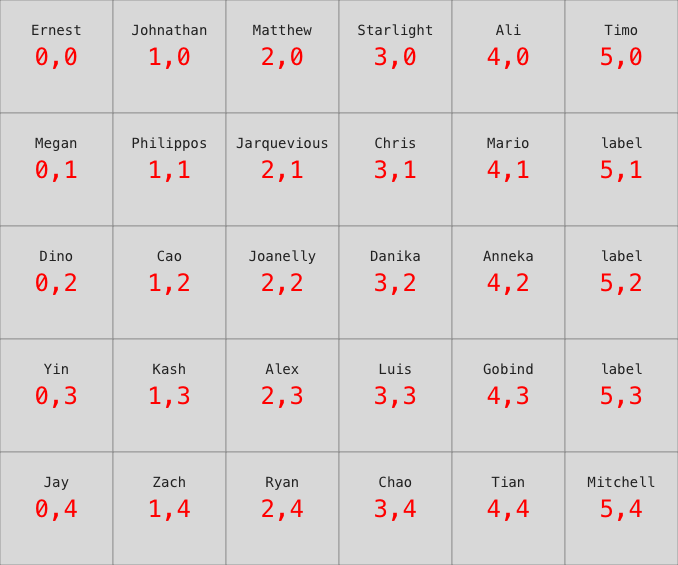 Ernest Johnathan Matthew Starlight Ali Timo
0,0 1,0 2,0 3,0 4,0 5,0
Megan Philippos Jarquevious Chris Mario label
0,1 1,1 2,1 3,1 4,1 5,1
Dino Cao Joanelly Danika Anneka label
0,2 1,2 2,2 3,2 4,2 5,2
Yin Kash Alex Luis Gobind label
0,3 1,3 2,3 3,3 4,3 5,3
Jay Zach Ryan Chao Tian Mitchell
0,4 1,4 2,4 3,4 4,4 5,4